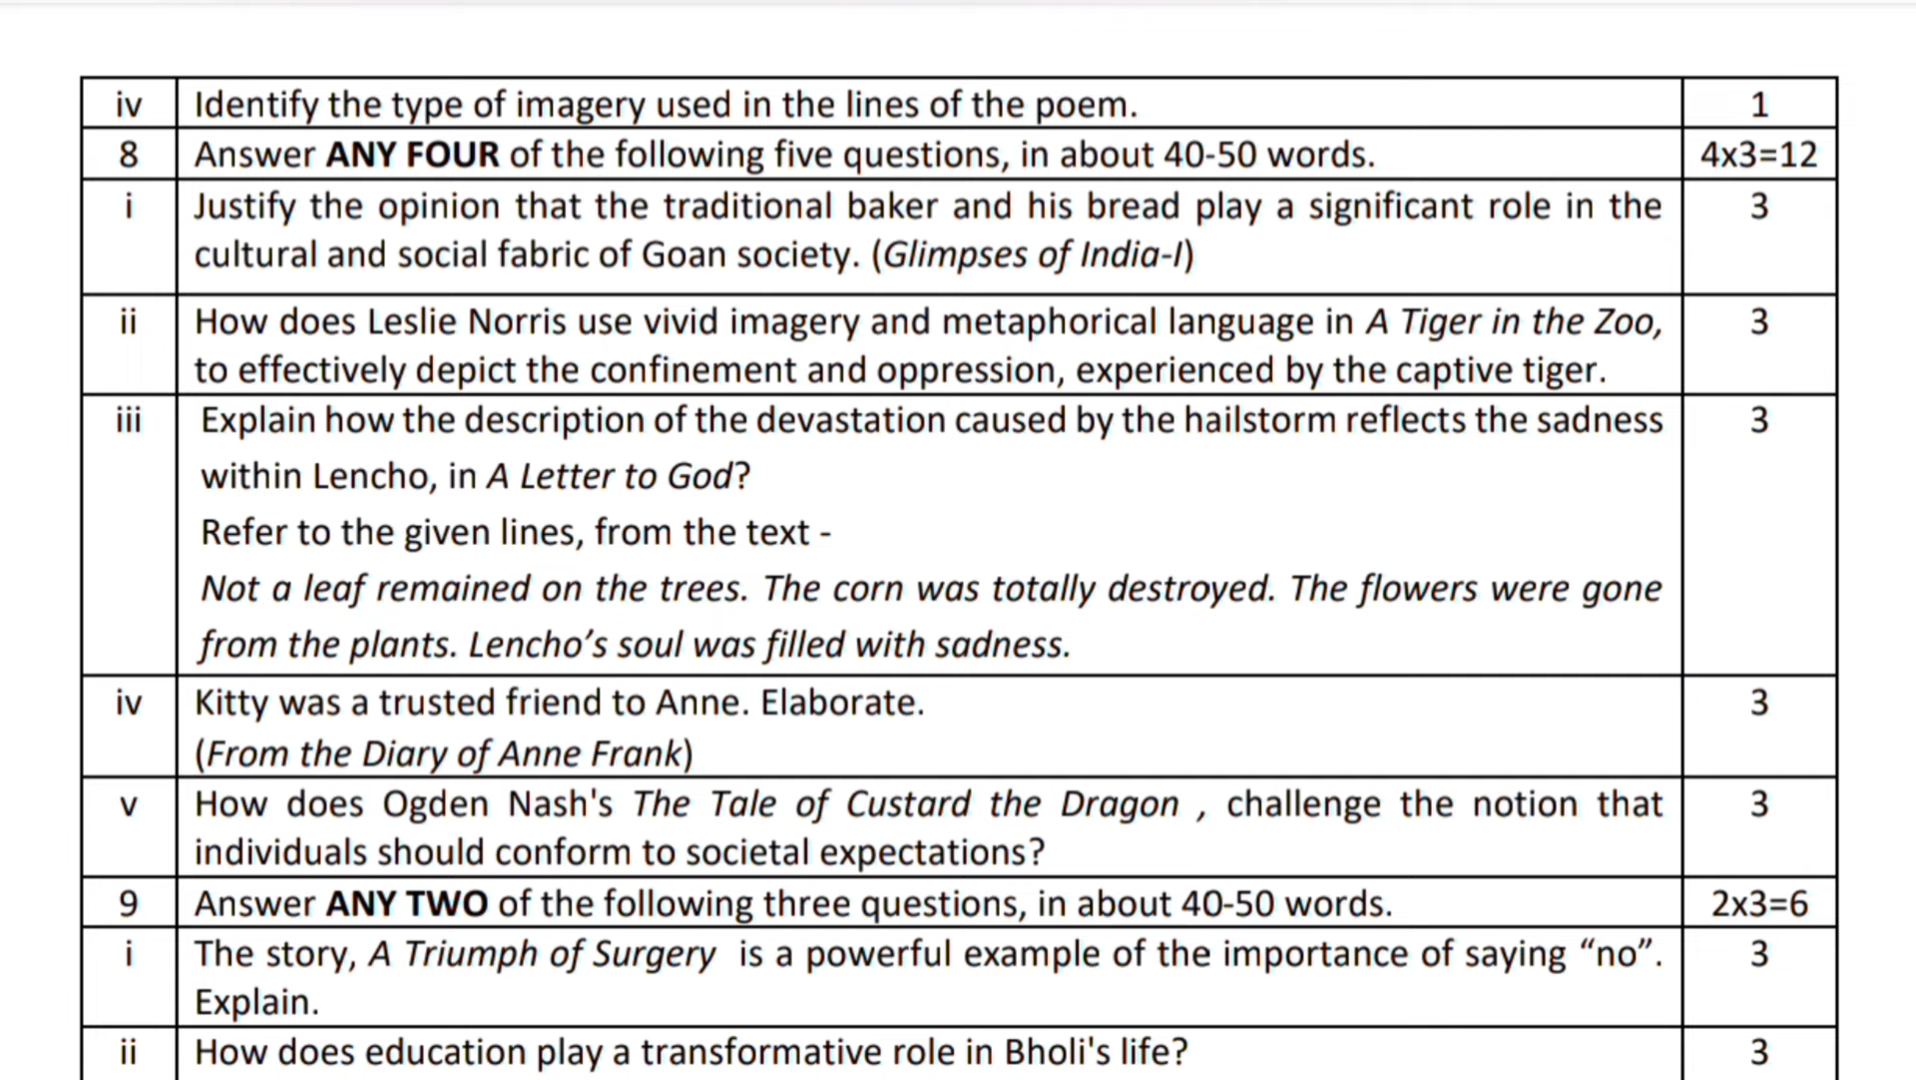 iv Identify the type of imagery used in the lines of the poem. 1
8 Answer ANY FOUR of the following five questions, in about 40-50 words. 4x3=12
i Justify the opinion that the traditional baker and his bread play a significant role in the 3
cultural and social fabric of Goan society. (Glimpses of India-I)
ii How does Leslie Norris use vivid imagery and metaphorical language in A Tiger in the Zoo, 3
to effectively depict the confinement and oppression, experienced by the captive tiger.
iii Explain how the description of the devastation caused by the hailstorm reflects the sadness 3
within Lencho, in A Letter to God?
Refer to the given lines, from the text -
Not a leaf remained on the trees. The corn was totally destroyed. The flowers were gone
from the plants. Lencho’s soul was filled with sadness.
iv Kitty was a trusted friend to Anne. Elaborate. 3
(From the Diary of Anne Frank)
v How does Ogden Nash's The Tale of Custard the Dragon , challenge the notion that 3
individuals should conform to societal expectations?
9 Answer ANY TWO of the following three questions, in about 40-50 words. 2x3=6
i The story, A Triumph of Surgery is a powerful example of the importance of saying “no”. 3
Explain.
ii How does education play a transformative role in Bholi's life? 3